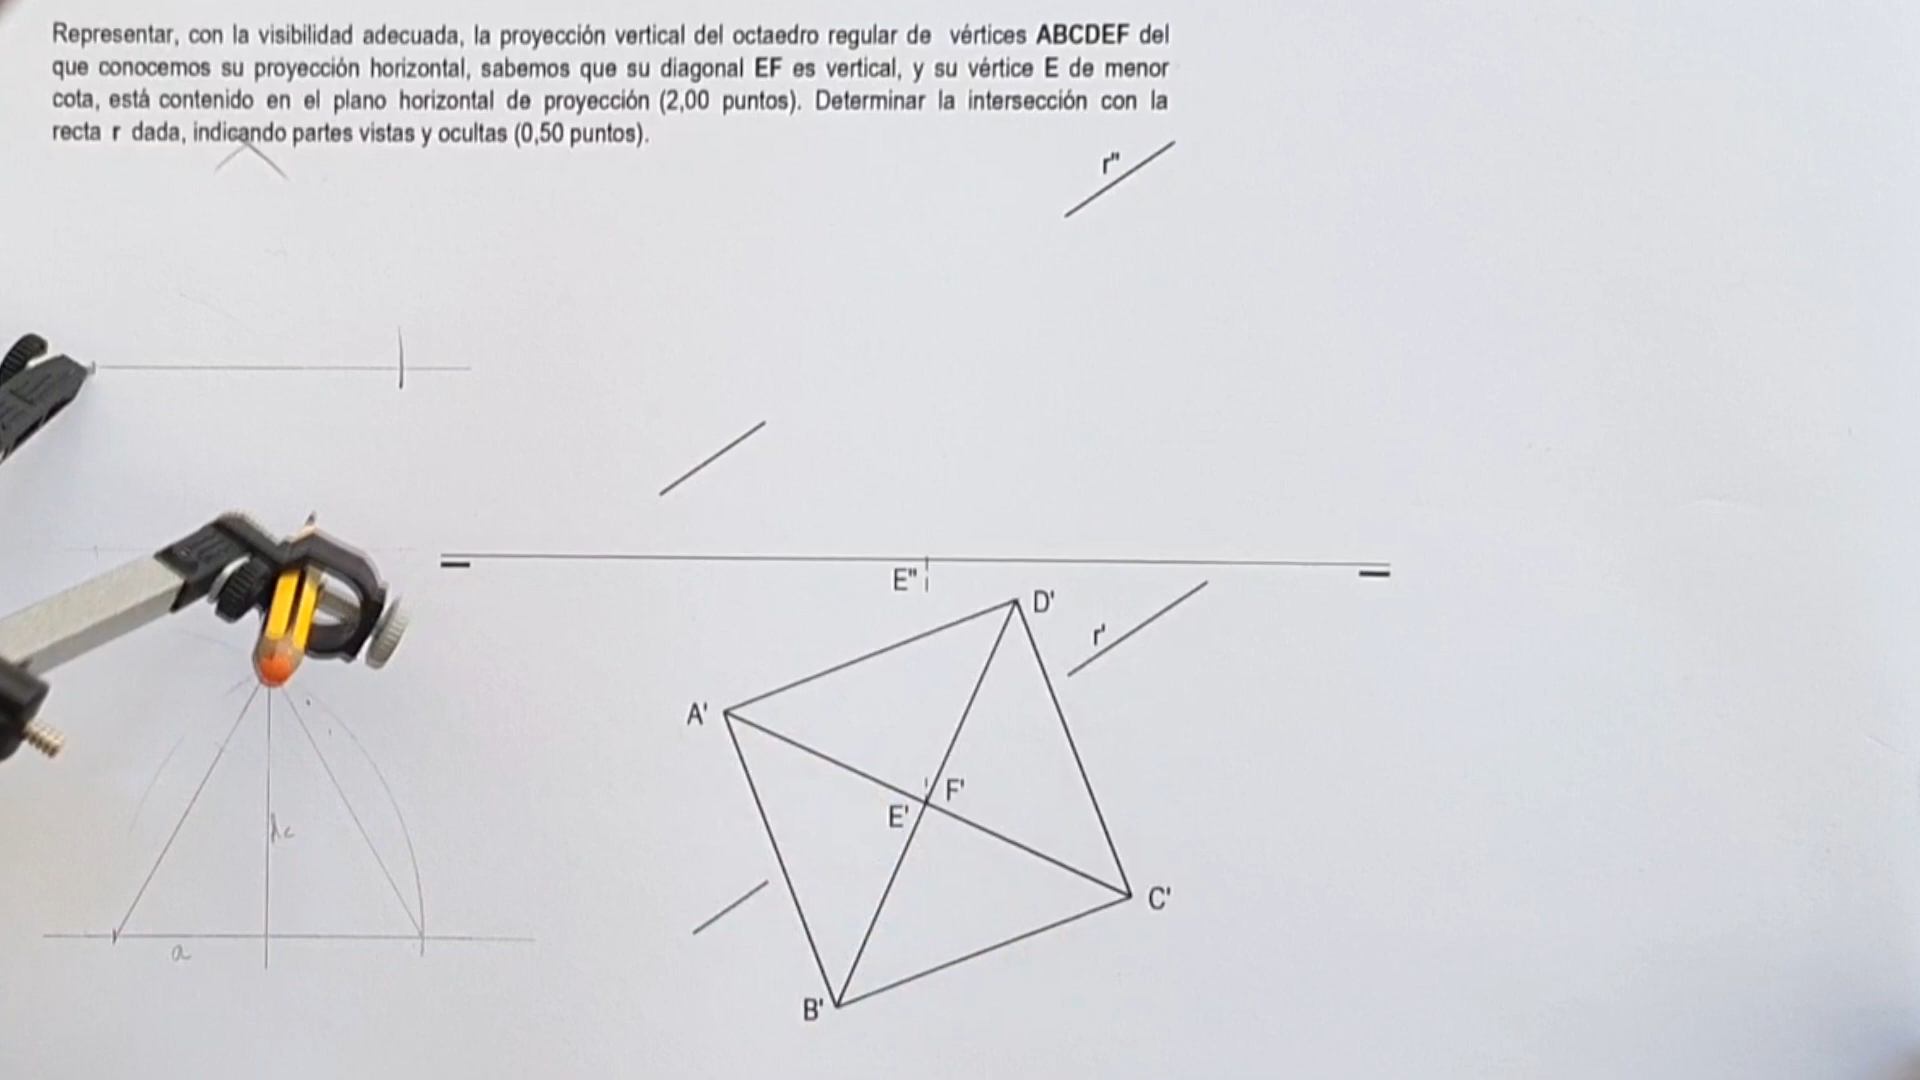 Representar, con la visibilidad adecuada, la proyección vertical del octaedro regular de vértices ABCDEF del
que conocemos su proyección horizontal, sabemos que su diagonal EF es vertical, y su vértice E de menor
cota, está contenido en el plano horizontal de proyección (2,00 puntos). Determinar la intersección con la
recta r dada, indicando partes vistas y ocultas (0,50 puntos).
r"
E"
D'
r'
A'
F'
E'
hc
C'
a
B'